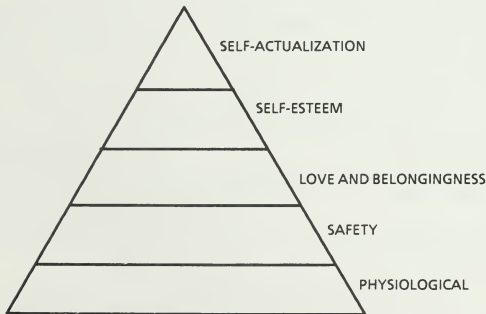 SELF-ACTUALIZATION
SELF-ESTEEM
LOVE AND BELONGINGNESS
SAFETY
PHYSIOLOGICAL